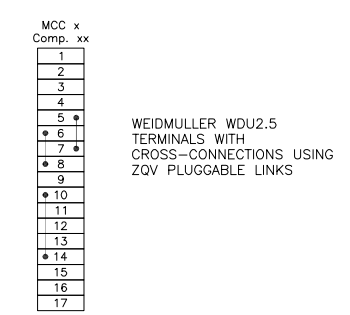 MCC x
Comp. xx
1
2
3
4
5
6
7
8
9
10
11
12
13
14
15
16
17
WEIDMULLER WDU2.5
TERMINALS WITH
CROSS-CONNECTIONS USING
ZQV PLUGGABLE LINKS